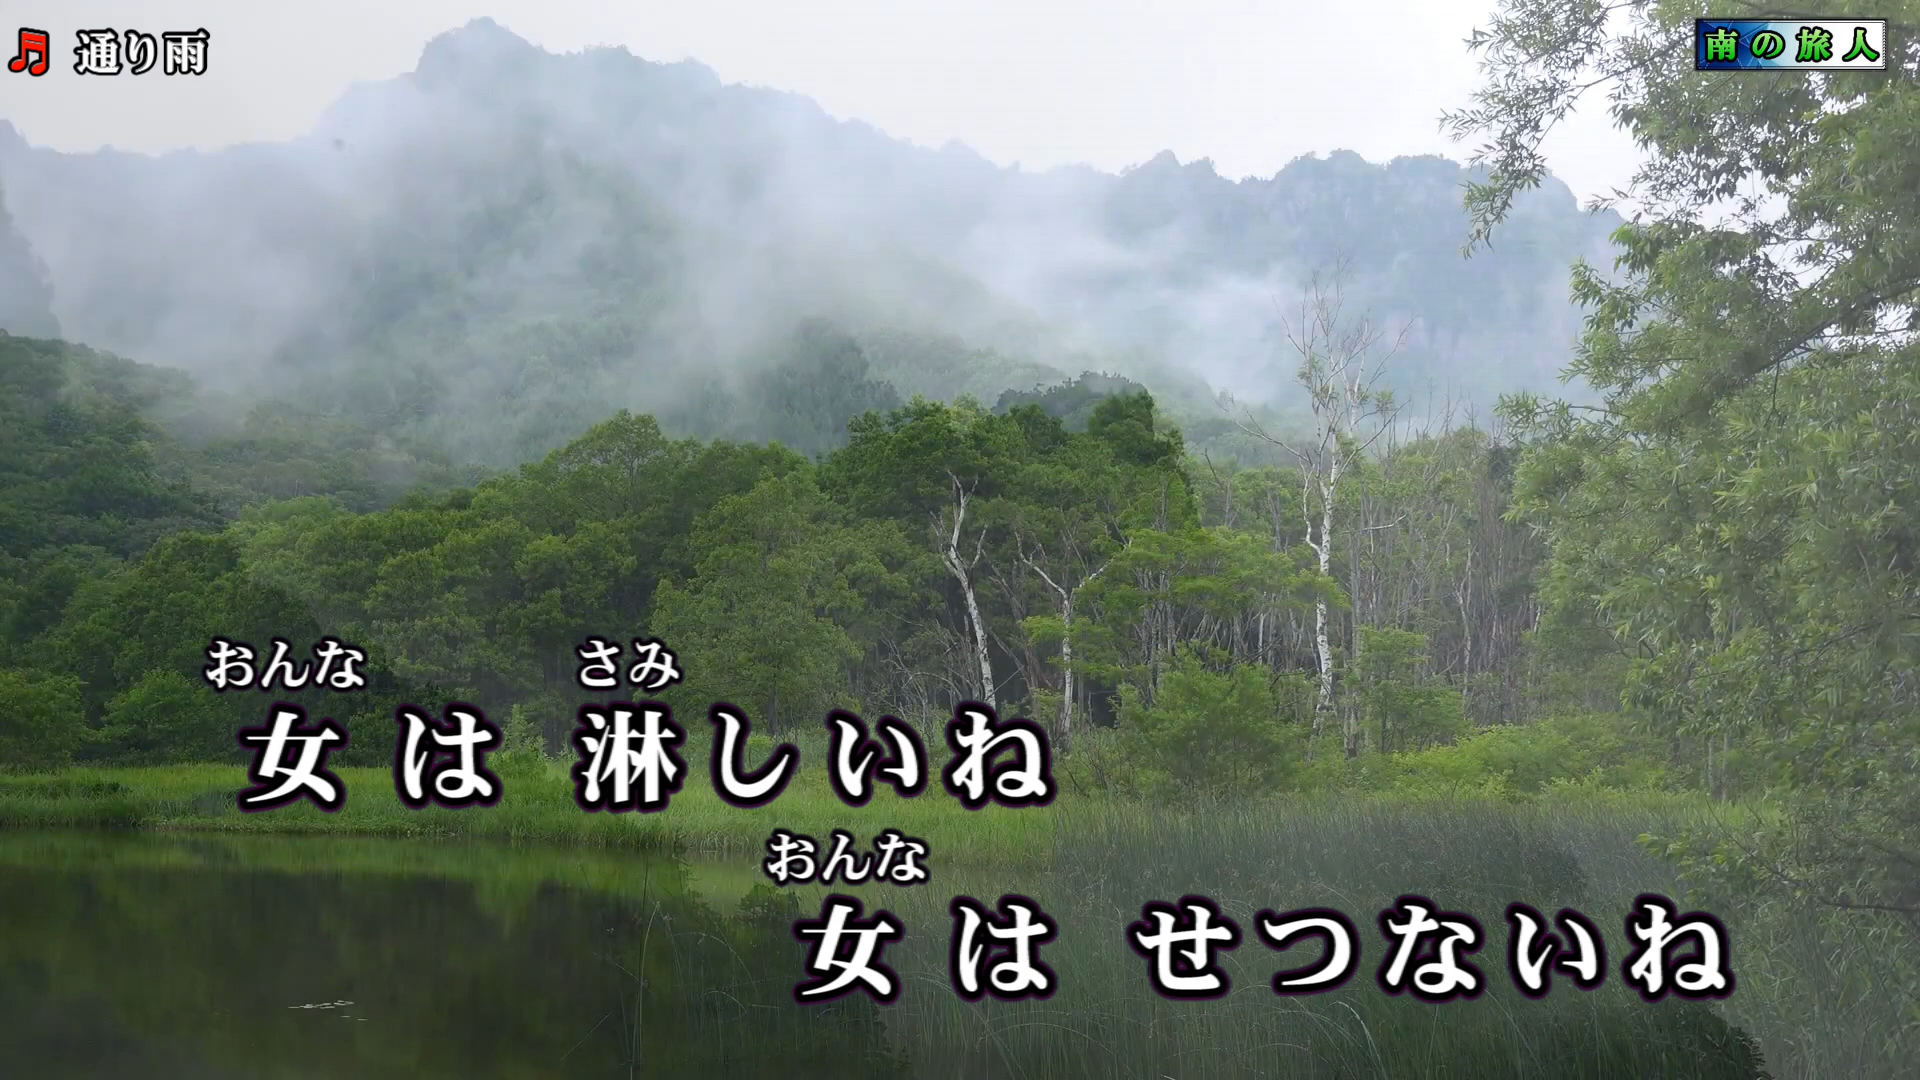 通り雨
南の旅人
おんな さみ
女は 淋しいね
おんな
女は せつないね